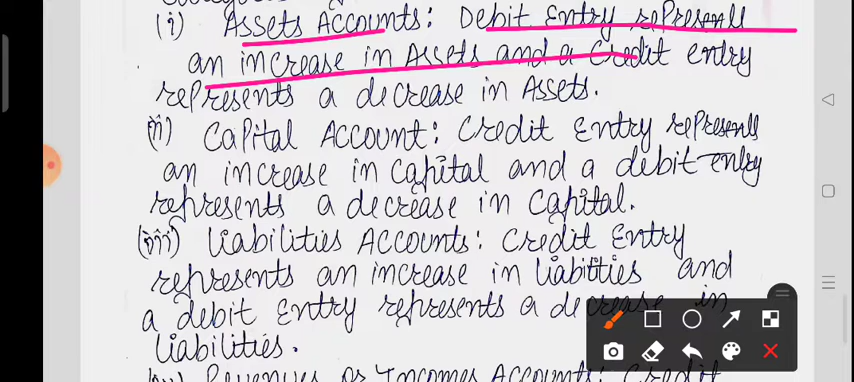 (i) Assets Accounts: Debit Entry represents
an increase in Assets and a Credit entry
represents a decrease in Assets.
(ii) Capital Account: Credit Entry represents
an increase in capital and a debit entry
represents a decrease in capital.
(iii) Liabilities Accounts: Credit Entry
represents an increase in liabilities and
a debit Entry represents a decrease in
liabilities.
Revenues or Incomes Accounts: Credit